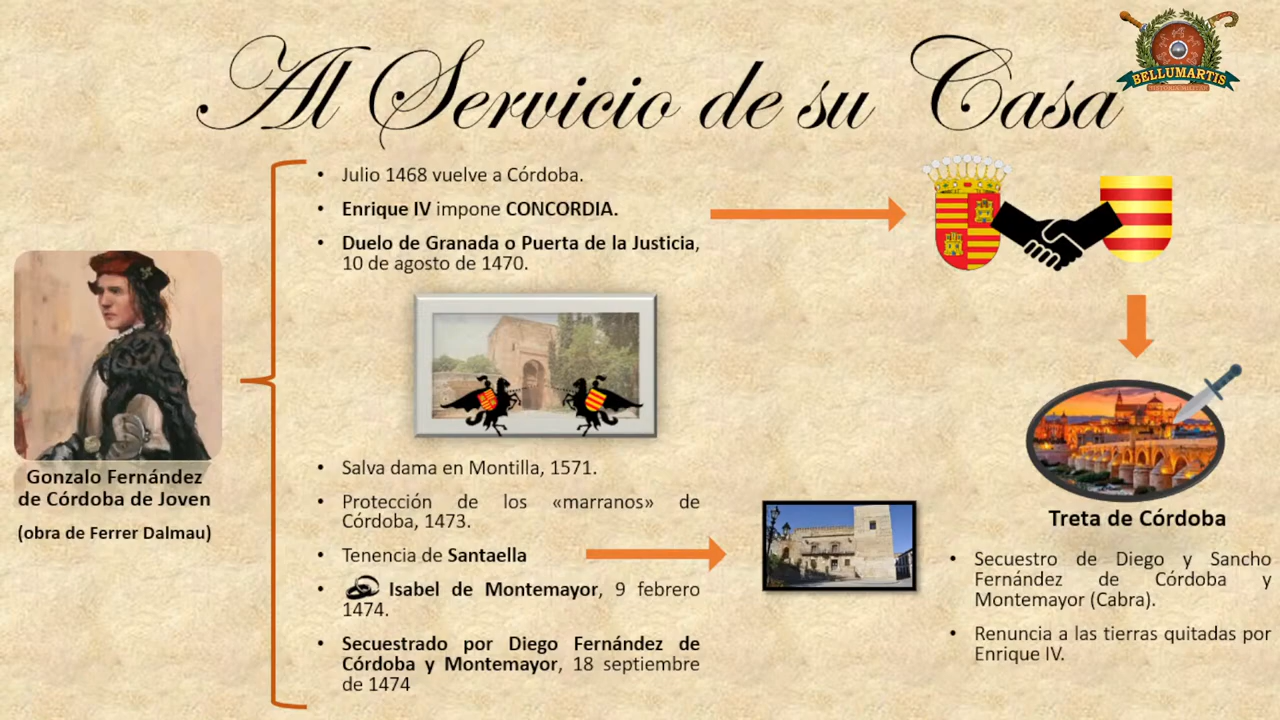 Al Servicio de su Casa
BELLUMARTIS
• Julio 1468 vuelve a Córdoba.
• Enrique IV impone CONCORDIA.
• Duelo de Granada o Puerta de la Justicia,
10 de agosto de 1470.
Gonzalo Fernández
de Córdoba de Joven
(obra de Ferrer Dalmau)
• Salva dama en Montilla, 1571.
• Protección de los «marranos» de
Córdoba, 1473.
• Tenencia de Santaella
• Isabel de Montemayor, 9 febrero
1474.
• Secuestrado por Diego Fernández de
Córdoba y Montemayor, 18 septiembre
de 1474
Treta de Córdoba
• Secuestro de Diego y Sancho
Fernández de Córdoba y
Montemayor (Cabra).
• Renuncia a las tierras quitadas por
Enrique IV.